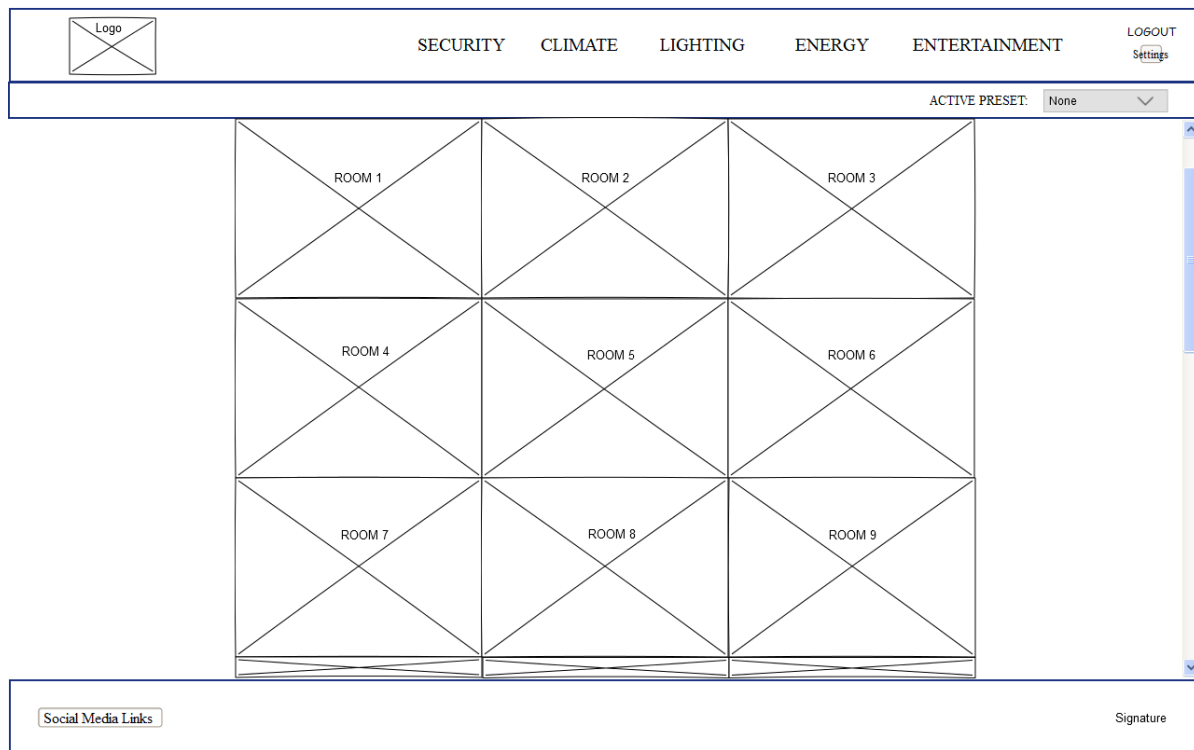 Logo
SECURITY CLIMATE LIGHTING ENERGY ENTERTAINMENT
LOGOUT
Settings
ACTIVE PRESET: None
ROOM 1 ROOM 2 ROOM 3
ROOM 4 ROOM 5 ROOM 6
ROOM 7 ROOM 8 ROOM 9
Social Media Links Signature